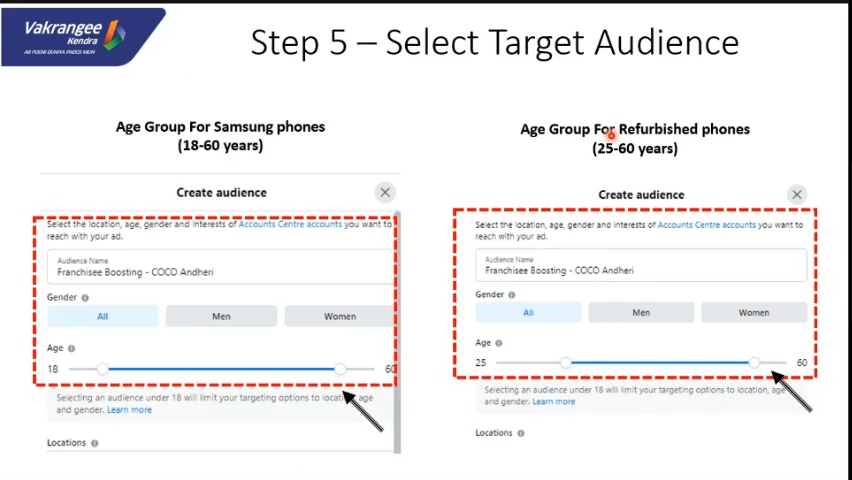 Vakrangee
Kendra
AB POORI DUNIYA PADOS MEIN
Step 5 – Select Target Audience
Age Group For Samsung phones
(18-60 years)
Create audience
Select the location, age, gender and interests of Accounts Centre accounts you want to
reach with your ad.
Audience Name
Franchisee Boosting - COCO Andheri
Gender
All Men Women
Age
18 60
Selecting an audience under 18 will limit your targeting options to location, age
and gender. Learn more
Locations
Age Group For Refurbished phones
(25-60 years)
Create audience
Select the location, age, gender and interests of Accounts Centre accounts you want to
reach with your ad.
Audience Name
Franchisee Boosting - COCO Andheri
Gender
All Men Women
Age
25 60
Selecting an audience under 18 will limit your targeting options to location, age
and gender. Learn more
Locations